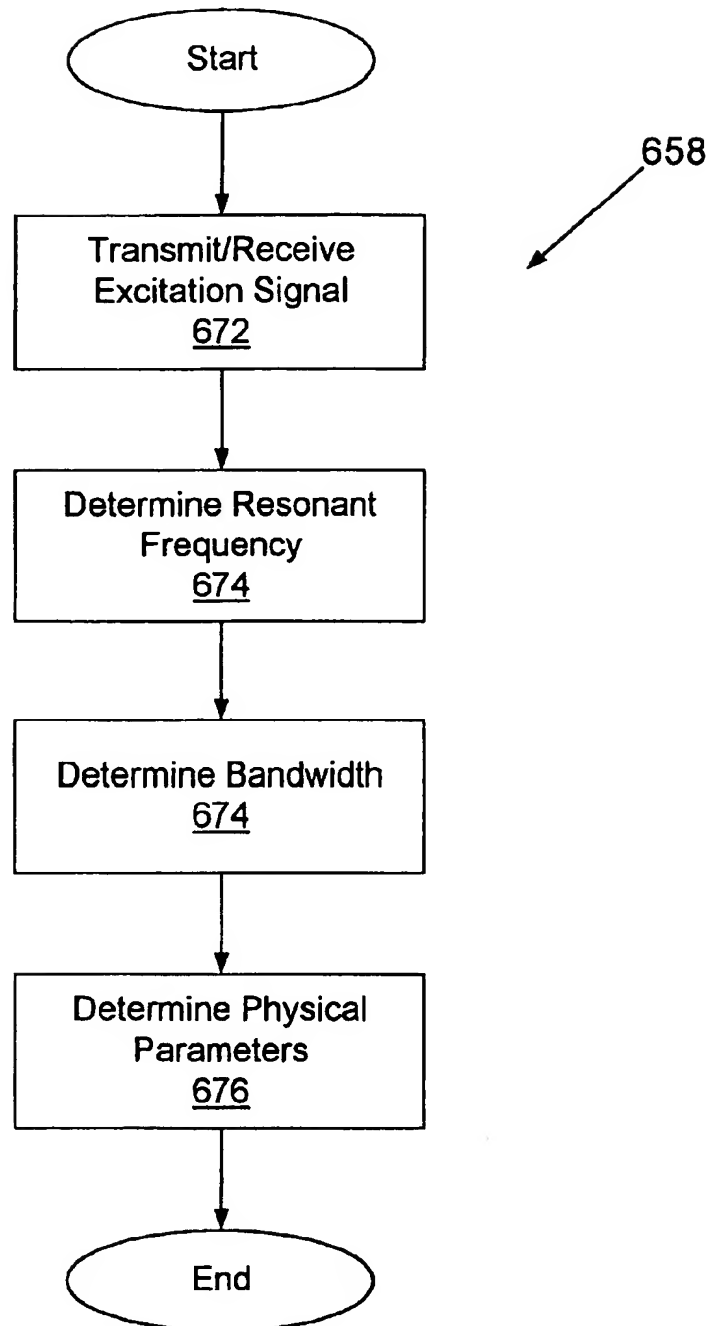 Start
658
Transmit/Receive
Excitation Signal
672
Determine Resonant
Frequency
674
Determine Bandwidth
674
Determine Physical
Parameters
676
End